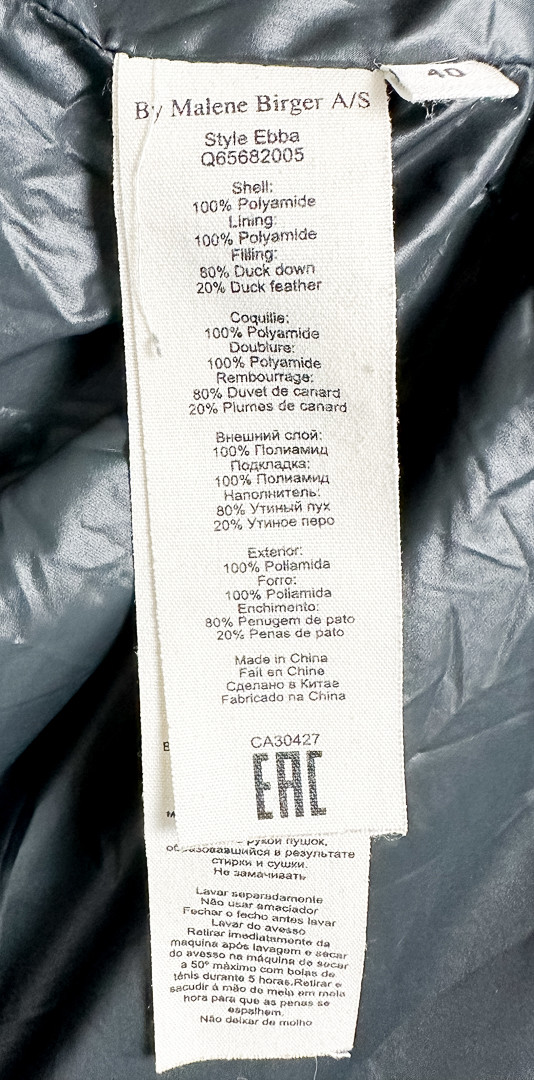 40
By Malene Birger A/S
Style Ebba
Q65682005
Shell:
100% Polyamide
Lining:
100% Polyamide
Filling:
80% Duck down
20% Duck feather
Coquille:
100% Polyamide
Doublure:
100% Polyamide
Rembourrage:
80% Duvet de canard
20% Plumes de canard
Внешний слой:
100% Полиамид
Подкладка:
100% Полиамид
Наполнитель:
80% Утиный пух
20% Утиное перо
Exterior:
100% Poliamida
Forro:
100% Poliamida
Enchimento:
80% Penugem de pato
20% Penas de pato
Made in China
Fait en Chine
Сделано в Китае
Fabricado na China
CA30427
EAC
рукой пушок,
образовавшийся в результате
стирки и сушки.
Не замачивать
Lavar separadamente
Não usar amaciador
Fechar o fecho antes lavar
Lavar do avesso
Retirar imediatamente da
maquina após lavagem e secar
do avesso na máquina de secar
a 50° máximo com bolas de
ténis durante 5 horas.Retirar e
sacudir à mão de meia em meia
hora para que as penas se
espalhem.
Não deixar de molho